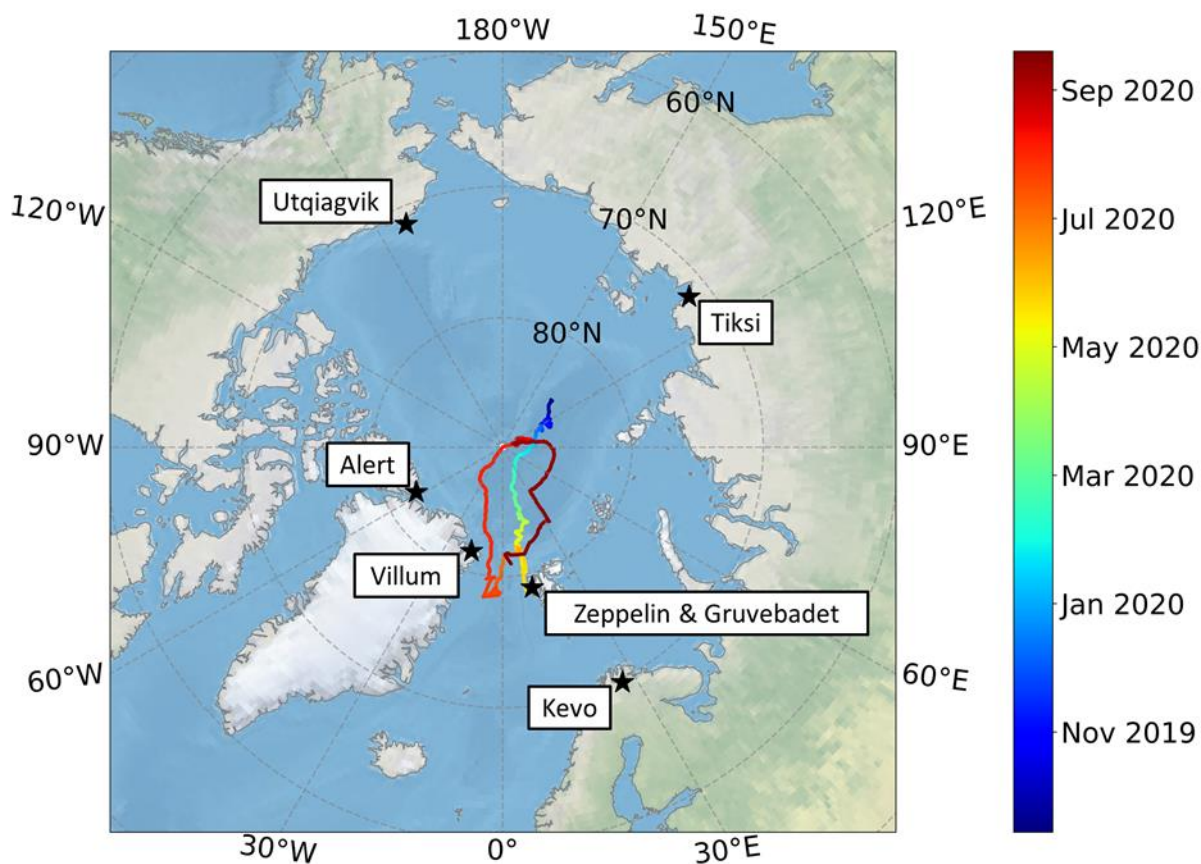 180°W
150°E
60°N
Sep 2020
Utqiagvik
120°W
70°N
120°E
Jul 2020
Tiksi
80°N
May 2020
90°W
Alert
90°E
Mar 2020
Villum
Zeppelin & Gruvebadet
Jan 2020
60°W
Kevo
60°E
Nov 2019
30°W
0°
30°E